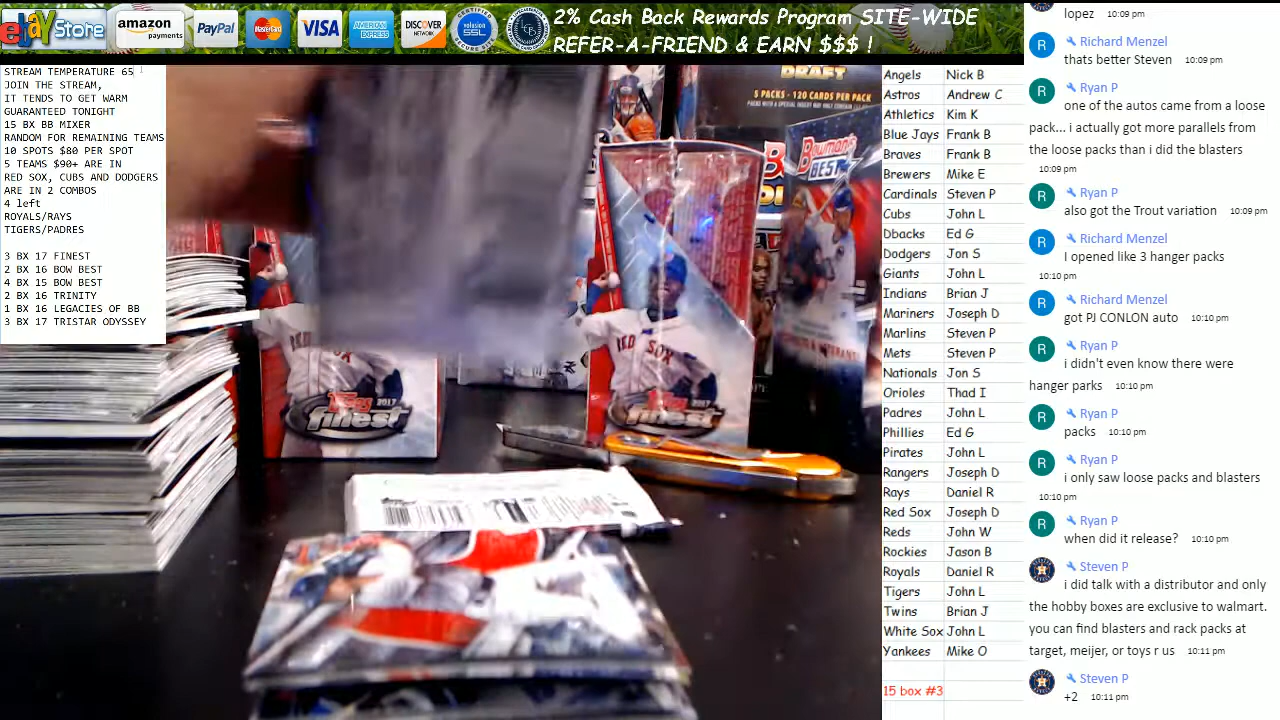 ebay Store
amazon payments
PayPal
MasterCard
VISA
AMERICAN EXPRESS
DISCOVER NETWORK
volusion SSL
2% Cash Back Rewards Program SITE-WIDE
REFER-A-FRIEND & EARN $$$ !
STREAM TEMPERATURE 65
JOIN THE STREAM,
IT TENDS TO GET WARM
GUARANTEED TONIGHT
15 BX BB MIXER
RANDOM FOR REMAINING TEAMS
10 SPOTS $80 PER SPOT
5 TEAMS $90+ ARE IN
RED SOX, CUBS AND DODGERS
ARE IN 2 COMBOS
4 left
ROYALS/RAYS
TIGERS/PADRES
3 BX 17 FINEST
2 BX 16 BOW BEST
4 BX 15 BOW BEST
2 BX 16 TRINITY
1 BX 16 LEGACIES OF BB
3 BX 17 TRISTAR ODYSSEY
DRAFT
5 PACKS - 120 CARDS PER PACK
Bowman's BEST
RED SOX
Topps 2017
finest
RED SOX
Topps 2017
finest
Angels Nick B
Astros Andrew C
Athletics Kim K
Blue Jays Frank B
Braves Frank B
Brewers Mike E
Cardinals Steven P
Cubs John L
Dbacks Ed G
Dodgers Jon S
Giants John L
Indians Brian J
Mariners Joseph D
Marlins Steven P
Mets Steven P
Nationals Jon S
Orioles Thad I
Padres John L
Phillies Ed G
Pirates John L
Rangers Joseph D
Rays Daniel R
Red Sox Joseph D
Reds John W
Rockies Jason B
Royals Daniel R
Tigers John L
Twins Brian J
White Sox John L
Yankees Mike O
15 box #3
lopez 10:09 pm
R Richard Menzel
thats better Steven 10:09 pm
R Ryan P
one of the autos came from a loose
pack... i actually got more parallels from
the loose packs than i did the blasters
10:09 pm
R Ryan P
also got the Trout variation 10:09 pm
R Richard Menzel
I opened like 3 hanger packs
10:10 pm
R Richard Menzel
got PJ CONLON auto 10:10 pm
R Ryan P
i didn't even know there were
hanger parks 10:10 pm
R Ryan P
packs 10:10 pm
R Ryan P
i only saw loose packs and blasters
10:10 pm
R Ryan P
when did it release? 10:10 pm
Steven P
i did talk with a distributor and only
the hobby boxes are exclusive to walmart.
you can find blasters and rack packs at
target, meijer, or toys r us 10:11 pm
Steven P
+2 10:11 pm